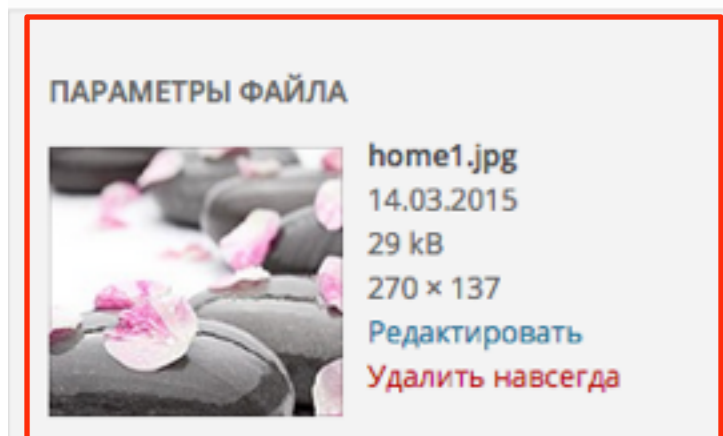 ПАРАМЕТРЫ ФАЙЛА
home1.jpg
14.03.2015
29 kB
270 × 137
Редактировать
Удалить навсегда